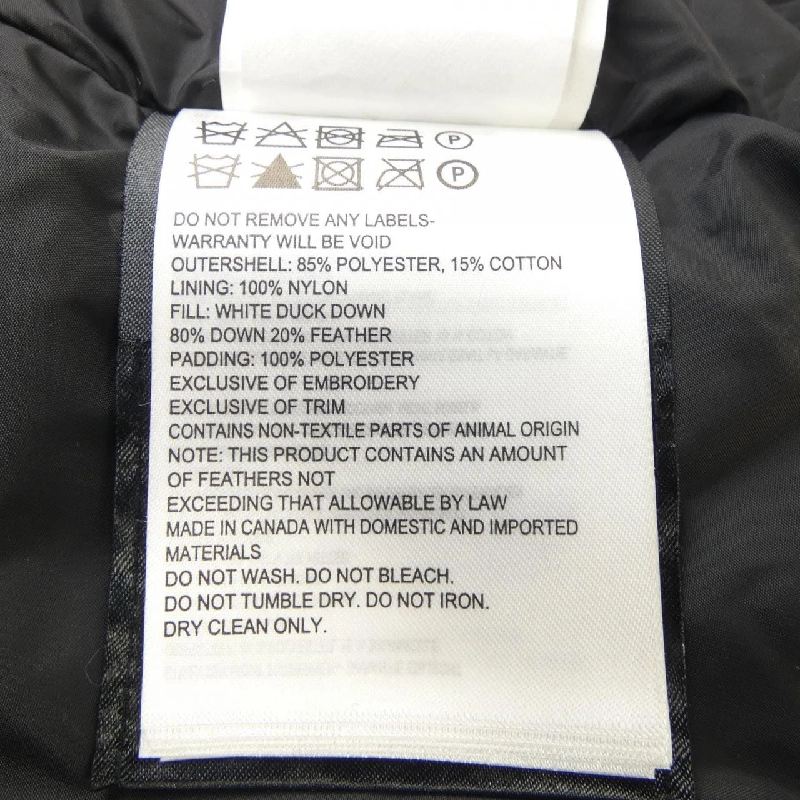 P
P
DO NOT REMOVE ANY LABELS-
WARRANTY WILL BE VOID
OUTERSHELL: 85% POLYESTER, 15% COTTON
LINING: 100% NYLON
FILL: WHITE DUCK DOWN
80% DOWN 20% FEATHER
PADDING: 100% POLYESTER
EXCLUSIVE OF EMBROIDERY
EXCLUSIVE OF TRIM
CONTAINS NON-TEXTILE PARTS OF ANIMAL ORIGIN
NOTE: THIS PRODUCT CONTAINS AN AMOUNT
OF FEATHERS NOT
EXCEEDING THAT ALLOWABLE BY LAW
MADE IN CANADA WITH DOMESTIC AND IMPORTED
MATERIALS
DO NOT WASH. DO NOT BLEACH.
DO NOT TUMBLE DRY. DO NOT IRON.
DRY CLEAN ONLY.